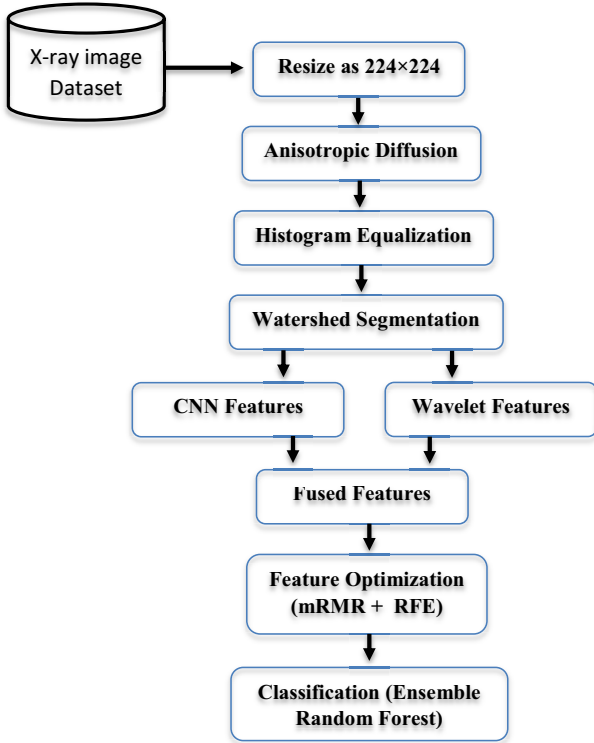 X-ray image
Dataset
Resize as 224×224
Anisotropic Diffusion
Histogram Equalization
Watershed Segmentation
CNN Features
Wavelet Features
Fused Features
Feature Optimization
(mRMR + RFE)
Classification (Ensemble
Random Forest)